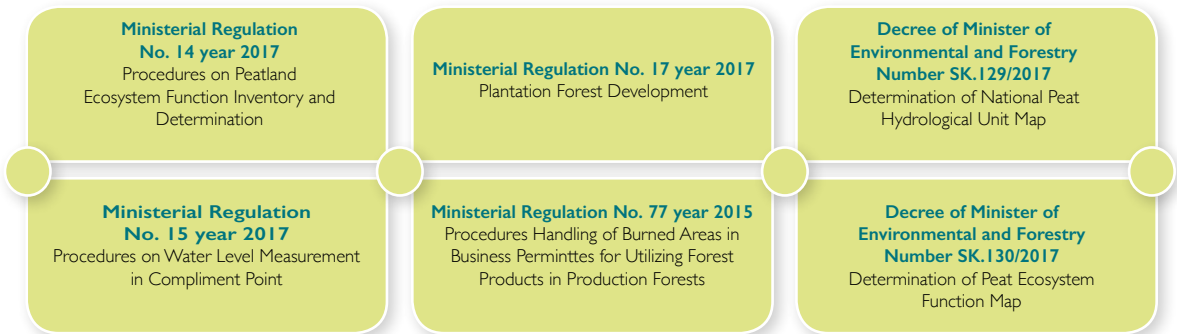 Ministerial Regulation
No. 14 year 2017
Procedures on Peatland
Ecosystem Function Inventory and
Determination
Ministerial Regulation No. 17 year 2017
Plantation Forest Development
Decree of Minister of
Environmental and Forestry
Number SK.129/2017
Determination of National Peat
Hydrological Unit Map
Ministerial Regulation
No. 15 year 2017
Procedures on Water Level Measurement
in Compliment Point
Ministerial Regulation No. 77 year 2015
Procedures Handling of Burned Areas in
Business Perminttes for Utilizing Forest
Products in Production Forests
Decree of Minister of
Environmental and Forestry
Number SK.130/2017
Determination of Peat Ecosystem
Function Map